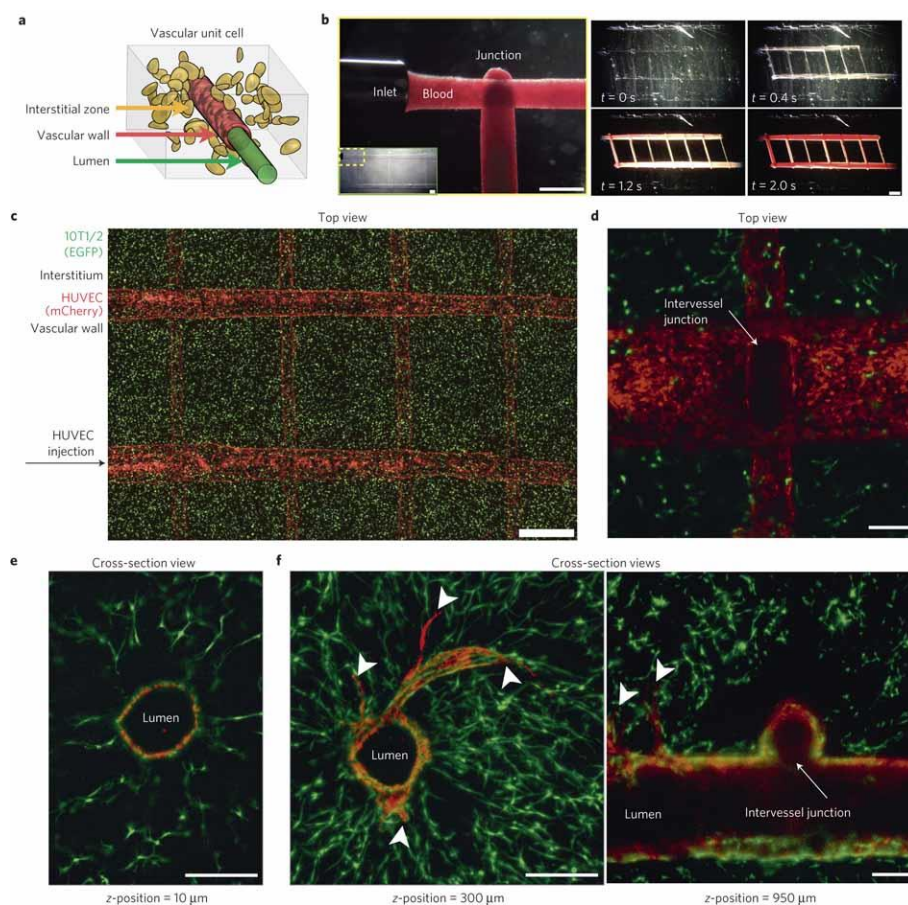 a
Vascular unit cell
Interstitial zone
Vascular wall
Lumen
b
Junction
Inlet
Blood
t = 0 s
t = 0.4 s
t = 1.2 s
t = 2.0 s
c
Top view
10T1/2
(EGFP)
Interstitium
HUVEC
(mCherry)
Vascular wall
HUVEC
injection
d
Top view
Intervessel
junction
e
Cross-section view
Lumen
z-position = 10 µm
f
Cross-section views
Lumen
z-position = 300 µm
Lumen
Intervessel junction
z-position = 950 µm